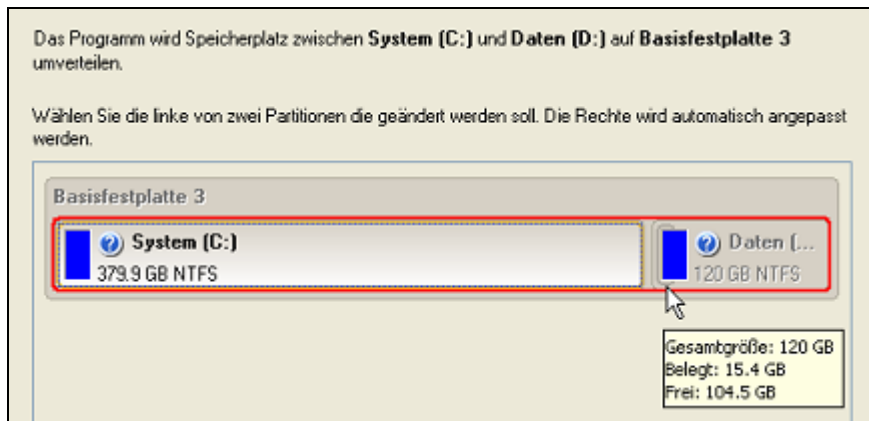 Das Programm wird Speicherplatz zwischen System (C:) und Daten (D:) auf Basisfestplatte 3
umverteilen.
Wählen Sie die linke von zwei Partitionen die geändert werden soll. Die Rechte wird automatisch angepasst
werden.
Basisfestplatte 3
System (C:)
379.9 GB NTFS
Daten (...
120 GB NTFS
Gesamtgröße: 120 GB
Belegt: 15.4 GB
Frei: 104.5 GB